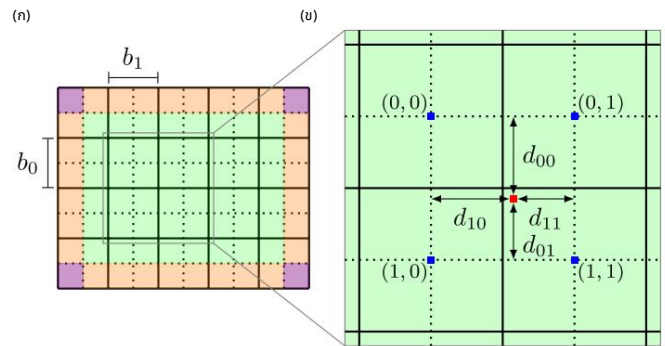 (ก)
(ข)
b₁
b₀
(0, 0)
(0, 1)
d₀₀
d₁₀
d₁₁
d₀₁
(1, 0)
(1, 1)